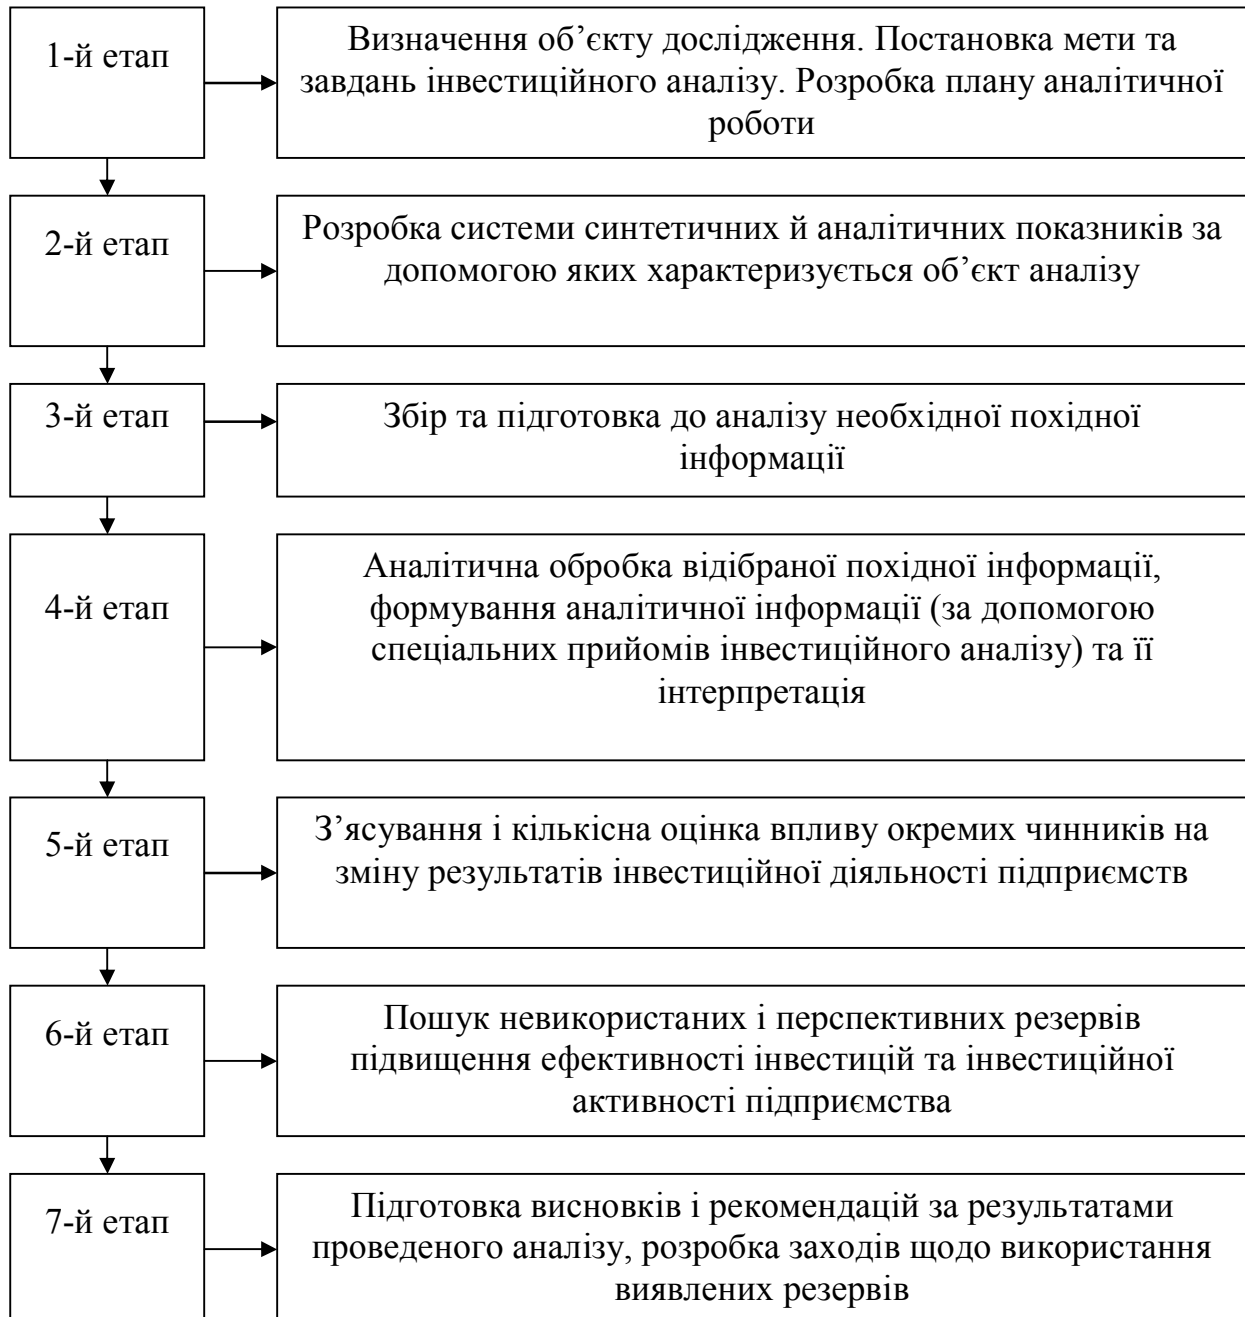 1-й етап
Визначення об’єкту дослідження. Постановка мети та
завдань інвестиційного аналізу. Розробка плану аналітичної
роботи
2-й етап
Розробка системи синтетичних й аналітичних показників за
допомогою яких характеризується об’єкт аналізу
3-й етап
Збір та підготовка до аналізу необхідної похідної
інформації
4-й етап
Аналітична обробка відібраної похідної інформації,
формування аналітичної інформації (за допомогою
спеціальних прийомів інвестиційного аналізу) та її
інтерпретація
5-й етап
З’ясування і кількісна оцінка впливу окремих чинників на
зміну результатів інвестиційної діяльності підприємств
6-й етап
Пошук невикористаних і перспективних резервів
підвищення ефективності інвестицій та інвестиційної
активності підприємства
7-й етап
Підготовка висновків і рекомендацій за результатами
проведеного аналізу, розробка заходів щодо використання
виявлених резервів